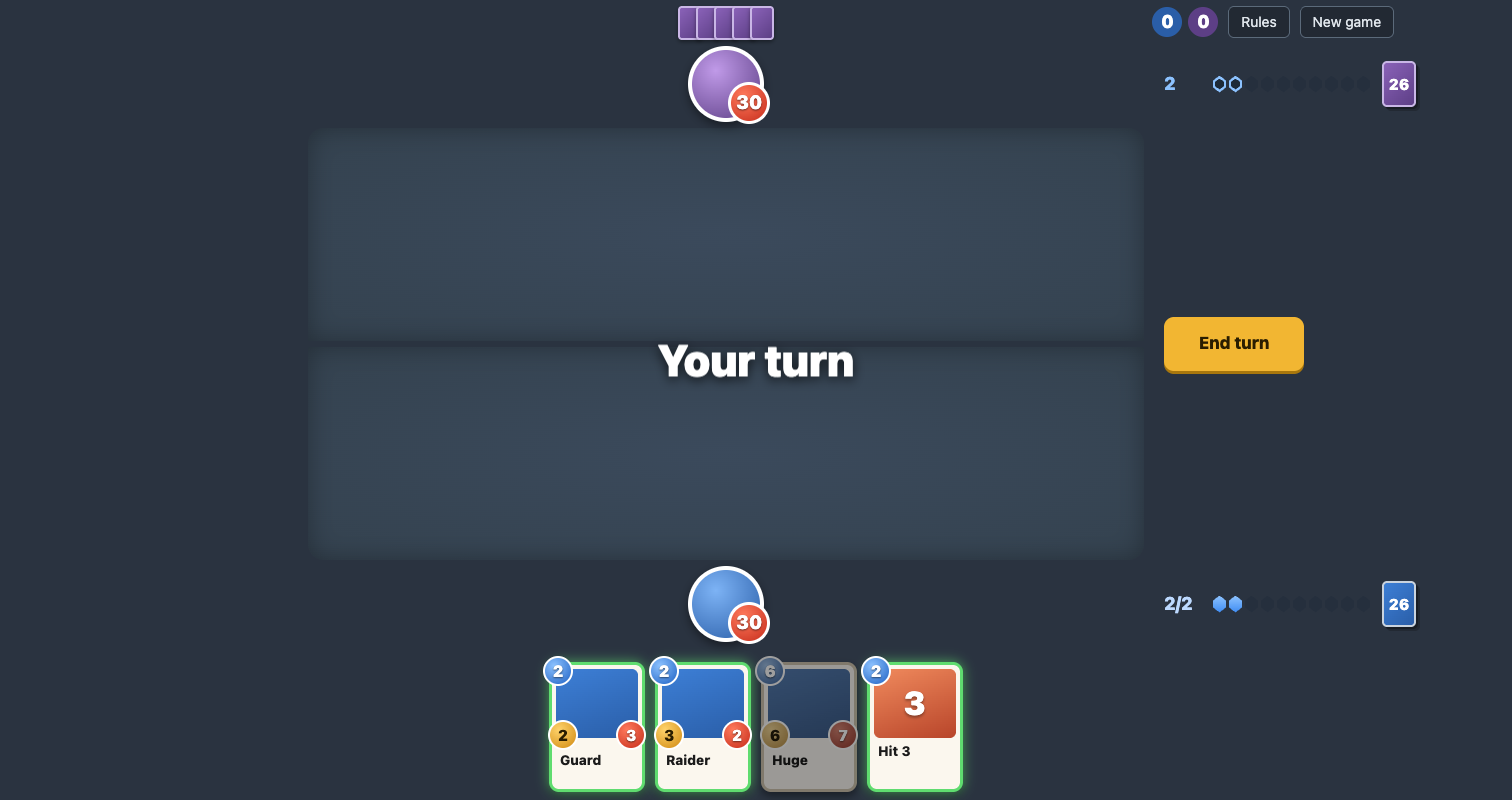 0 0 Rules New game
30
2 26
Your turn
End turn
30
2/2 26
2 2 6 2
3
2 3 3 2 6 7
Guard Raider Huge Hit 3